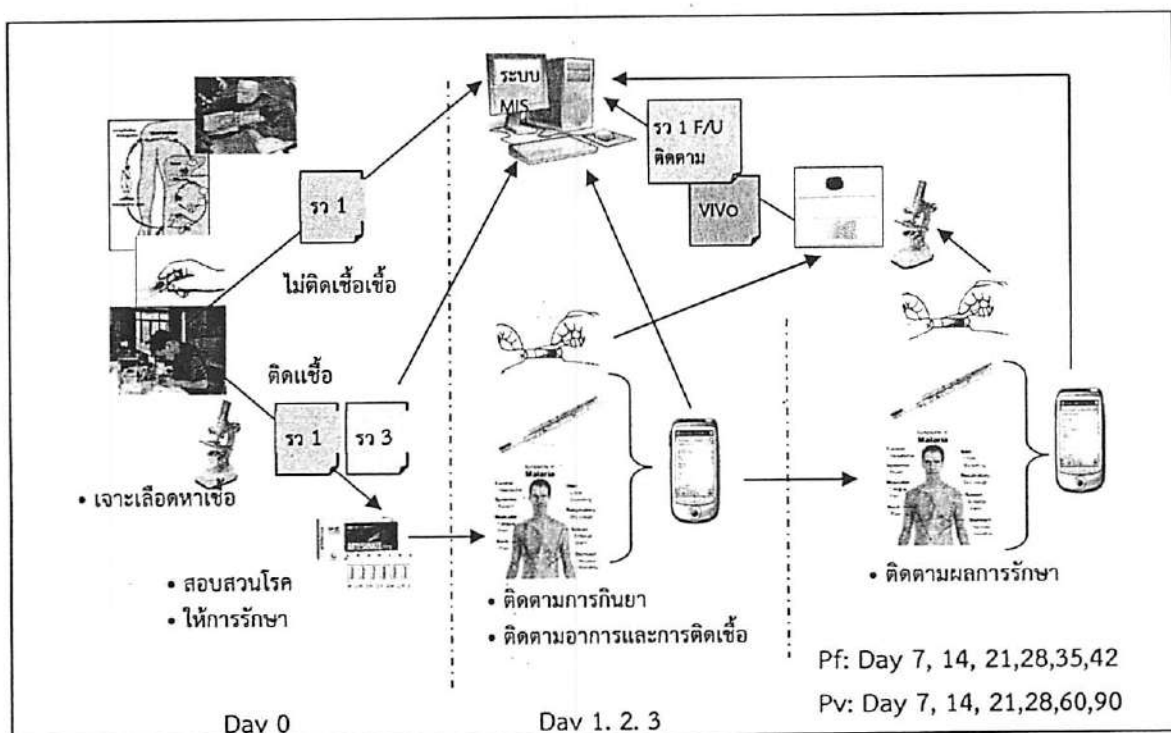 ระบบ
MIS
รว 1 F/U
ติดตาม
VIVO
รว 1
ไม่ติดเชื้อเชื้อ
ติดแชื้อ
รว 1
รว 3
• เจาะเลือดหาเชื้อ
• สอบสวนโรค
• ให้การรักษา
Malaria
• ติดตามการกินยา
• ติดตามอาการและการติดเชื้อ
Malaria
• ติดตามผลการรักษา
Pf: Day 7, 14, 21,28,35,42
Pv: Day 7, 14, 21,28,60,90
Day 0
Day 1. 2. 3